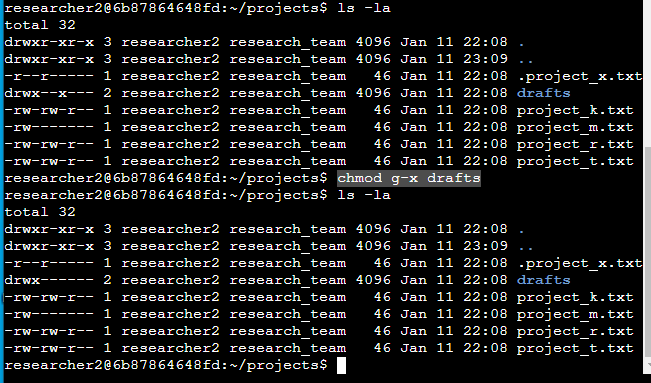 researcher2@6b87864648fd:~/projects$ ls -la
total 32
drwxr-xr-x 3 researcher2 research_team 4096 Jan 11 22:08 .
drwxr-xr-x 3 researcher2 research_team 4096 Jan 11 23:09 ..
-r--r----- 1 researcher2 research_team   46 Jan 11 22:08 .project_x.txt
drwx--x--- 2 researcher2 research_team 4096 Jan 11 22:08 drafts
-rw-rw-r-- 1 researcher2 research_team   46 Jan 11 22:08 project_k.txt
-rw------- 1 researcher2 research_team   46 Jan 11 22:08 project_m.txt
-rw-rw-r-- 1 researcher2 research_team   46 Jan 11 22:08 project_r.txt
-rw-rw-r-- 1 researcher2 research_team   46 Jan 11 22:08 project_t.txt
researcher2@6b87864648fd:~/projects$ chmod g-x drafts
researcher2@6b87864648fd:~/projects$ ls -la
total 32
drwxr-xr-x 3 researcher2 research_team 4096 Jan 11 22:08 .
drwxr-xr-x 3 researcher2 research_team 4096 Jan 11 23:09 ..
-r--r----- 1 researcher2 research_team   46 Jan 11 22:08 .project_x.txt
drwx------ 2 researcher2 research_team 4096 Jan 11 22:08 drafts
-rw-rw-r-- 1 researcher2 research_team   46 Jan 11 22:08 project_k.txt
-rw------- 1 researcher2 research_team   46 Jan 11 22:08 project_m.txt
-rw-rw-r-- 1 researcher2 research_team   46 Jan 11 22:08 project_r.txt
-rw-rw-r-- 1 researcher2 research_team   46 Jan 11 22:08 project_t.txt
researcher2@6b87864648fd:~/projects$